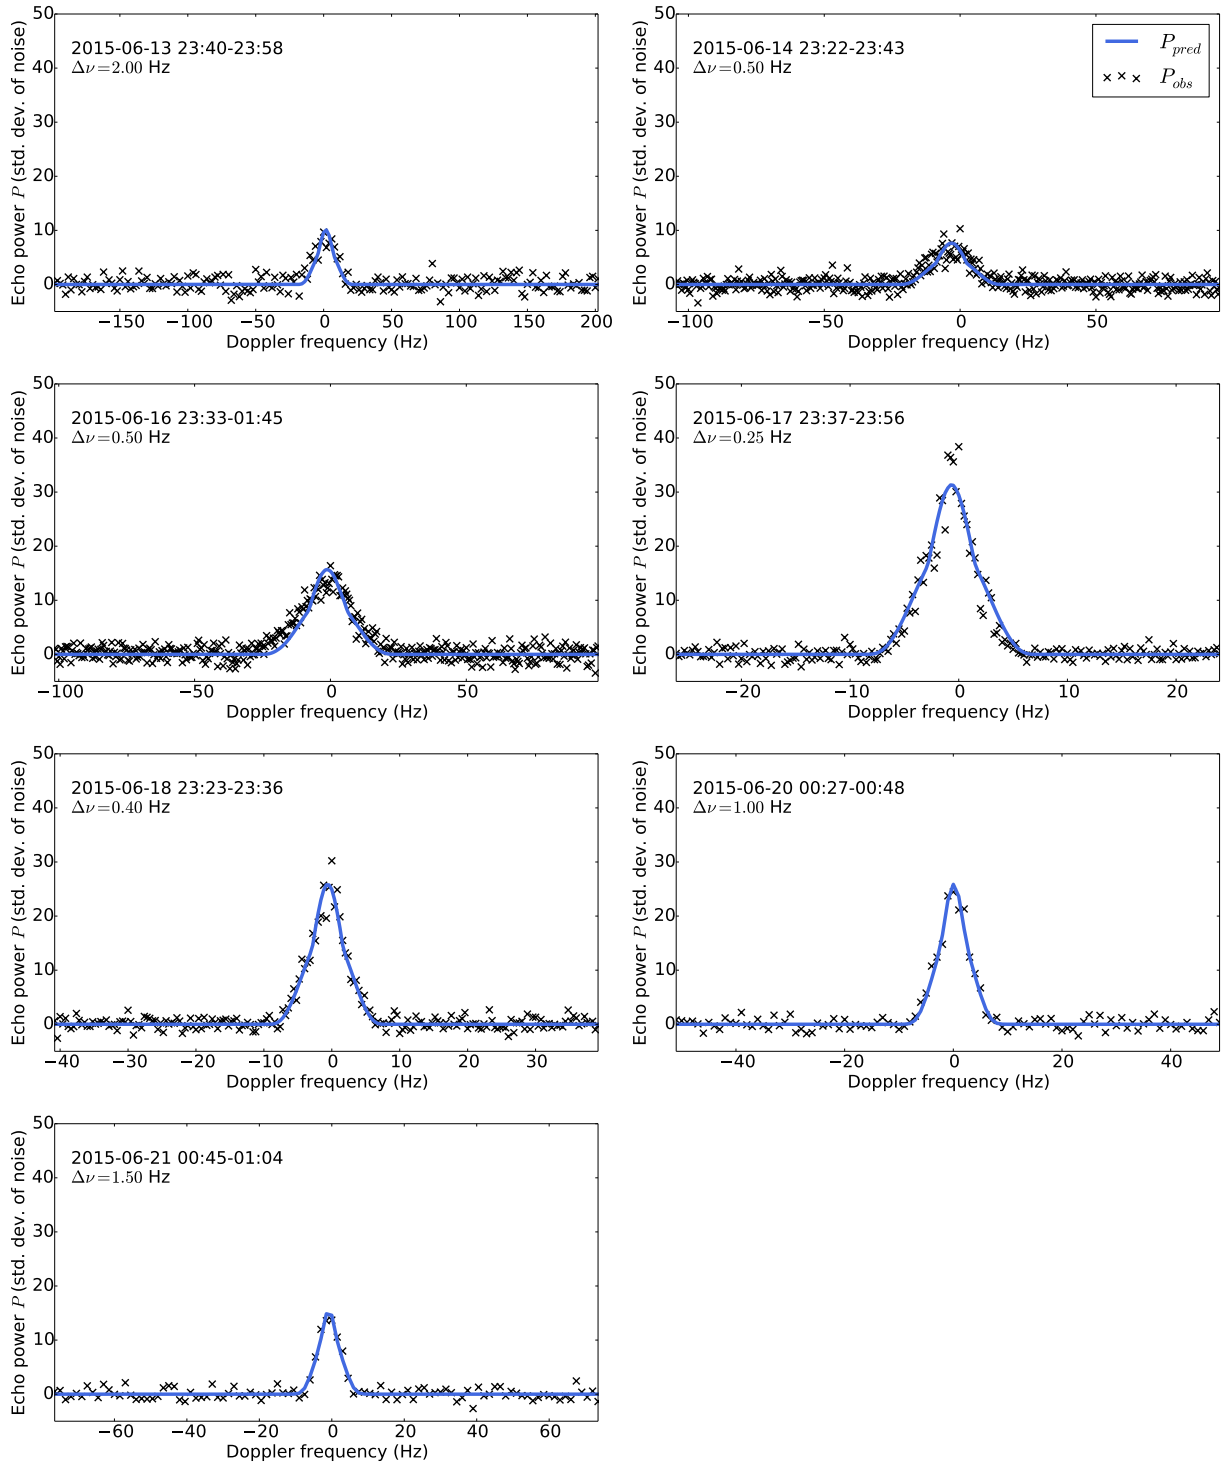 50
40
30
20
10
0
Echo power P (std. dev. of noise)
2015-06-13 23:40-23:58
Δν=2.00 Hz
−150 −100 −50 0 50 100 150 200
Doppler frequency (Hz)
50
40
30
20
10
0
Echo power P (std. dev. of noise)
2015-06-14 23:22-23:43
Δν=0.50 Hz
P_pred
P_obs
−100 −50 0 50
Doppler frequency (Hz)
50
40
30
20
10
0
Echo power P (std. dev. of noise)
2015-06-16 23:33-01:45
Δν=0.50 Hz
−100 −50 0 50
Doppler frequency (Hz)
50
40
30
20
10
0
Echo power P (std. dev. of noise)
2015-06-17 23:37-23:56
Δν=0.25 Hz
−20 −10 0 10 20
Doppler frequency (Hz)
50
40
30
20
10
0
Echo power P (std. dev. of noise)
2015-06-18 23:23-23:36
Δν=0.40 Hz
−40 −30 −20 −10 0 10 20 30
Doppler frequency (Hz)
50
40
30
20
10
0
Echo power P (std. dev. of noise)
2015-06-20 00:27-00:48
Δν=1.00 Hz
−40 −20 0 20 40
Doppler frequency (Hz)
50
40
30
20
10
0
Echo power P (std. dev. of noise)
2015-06-21 00:45-01:04
Δν=1.50 Hz
−60 −40 −20 0 20 40 60
Doppler frequency (Hz)